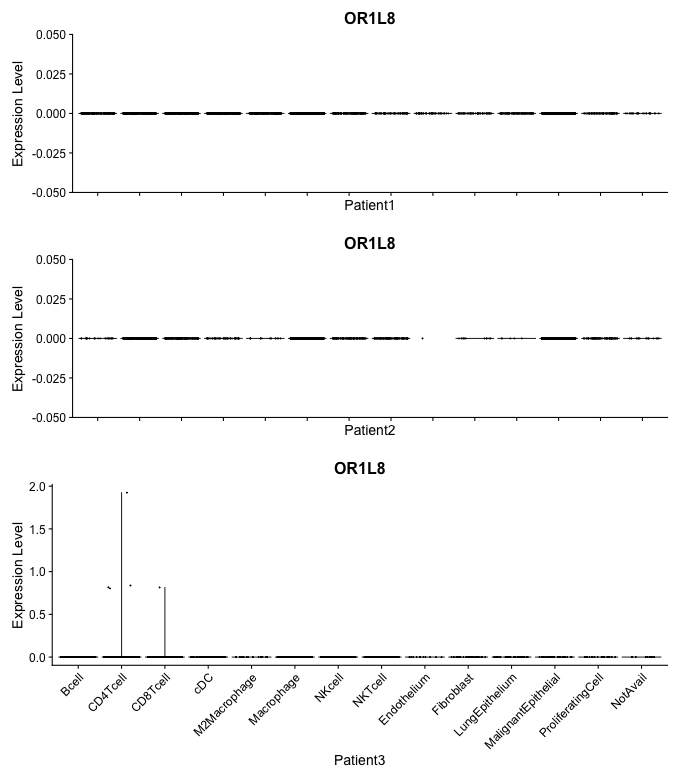 OR1L8
Expression Level
0.050
0.025
0.000
-0.025
-0.050
Patient1
OR1L8
Expression Level
0.050
0.025
0.000
-0.025
-0.050
Patient2
OR1L8
Expression Level
2.0
1.5
1.0
0.5
0.0
Bcell
CD4Tcell
CD8Tcell
cDC
M2Macrophage
Macrophage
NKcell
NKTcell
Endothelium
Fibroblast
LungEpithelium
MalignantEpithelial
ProliferatingCell
NotAvail
Patient3